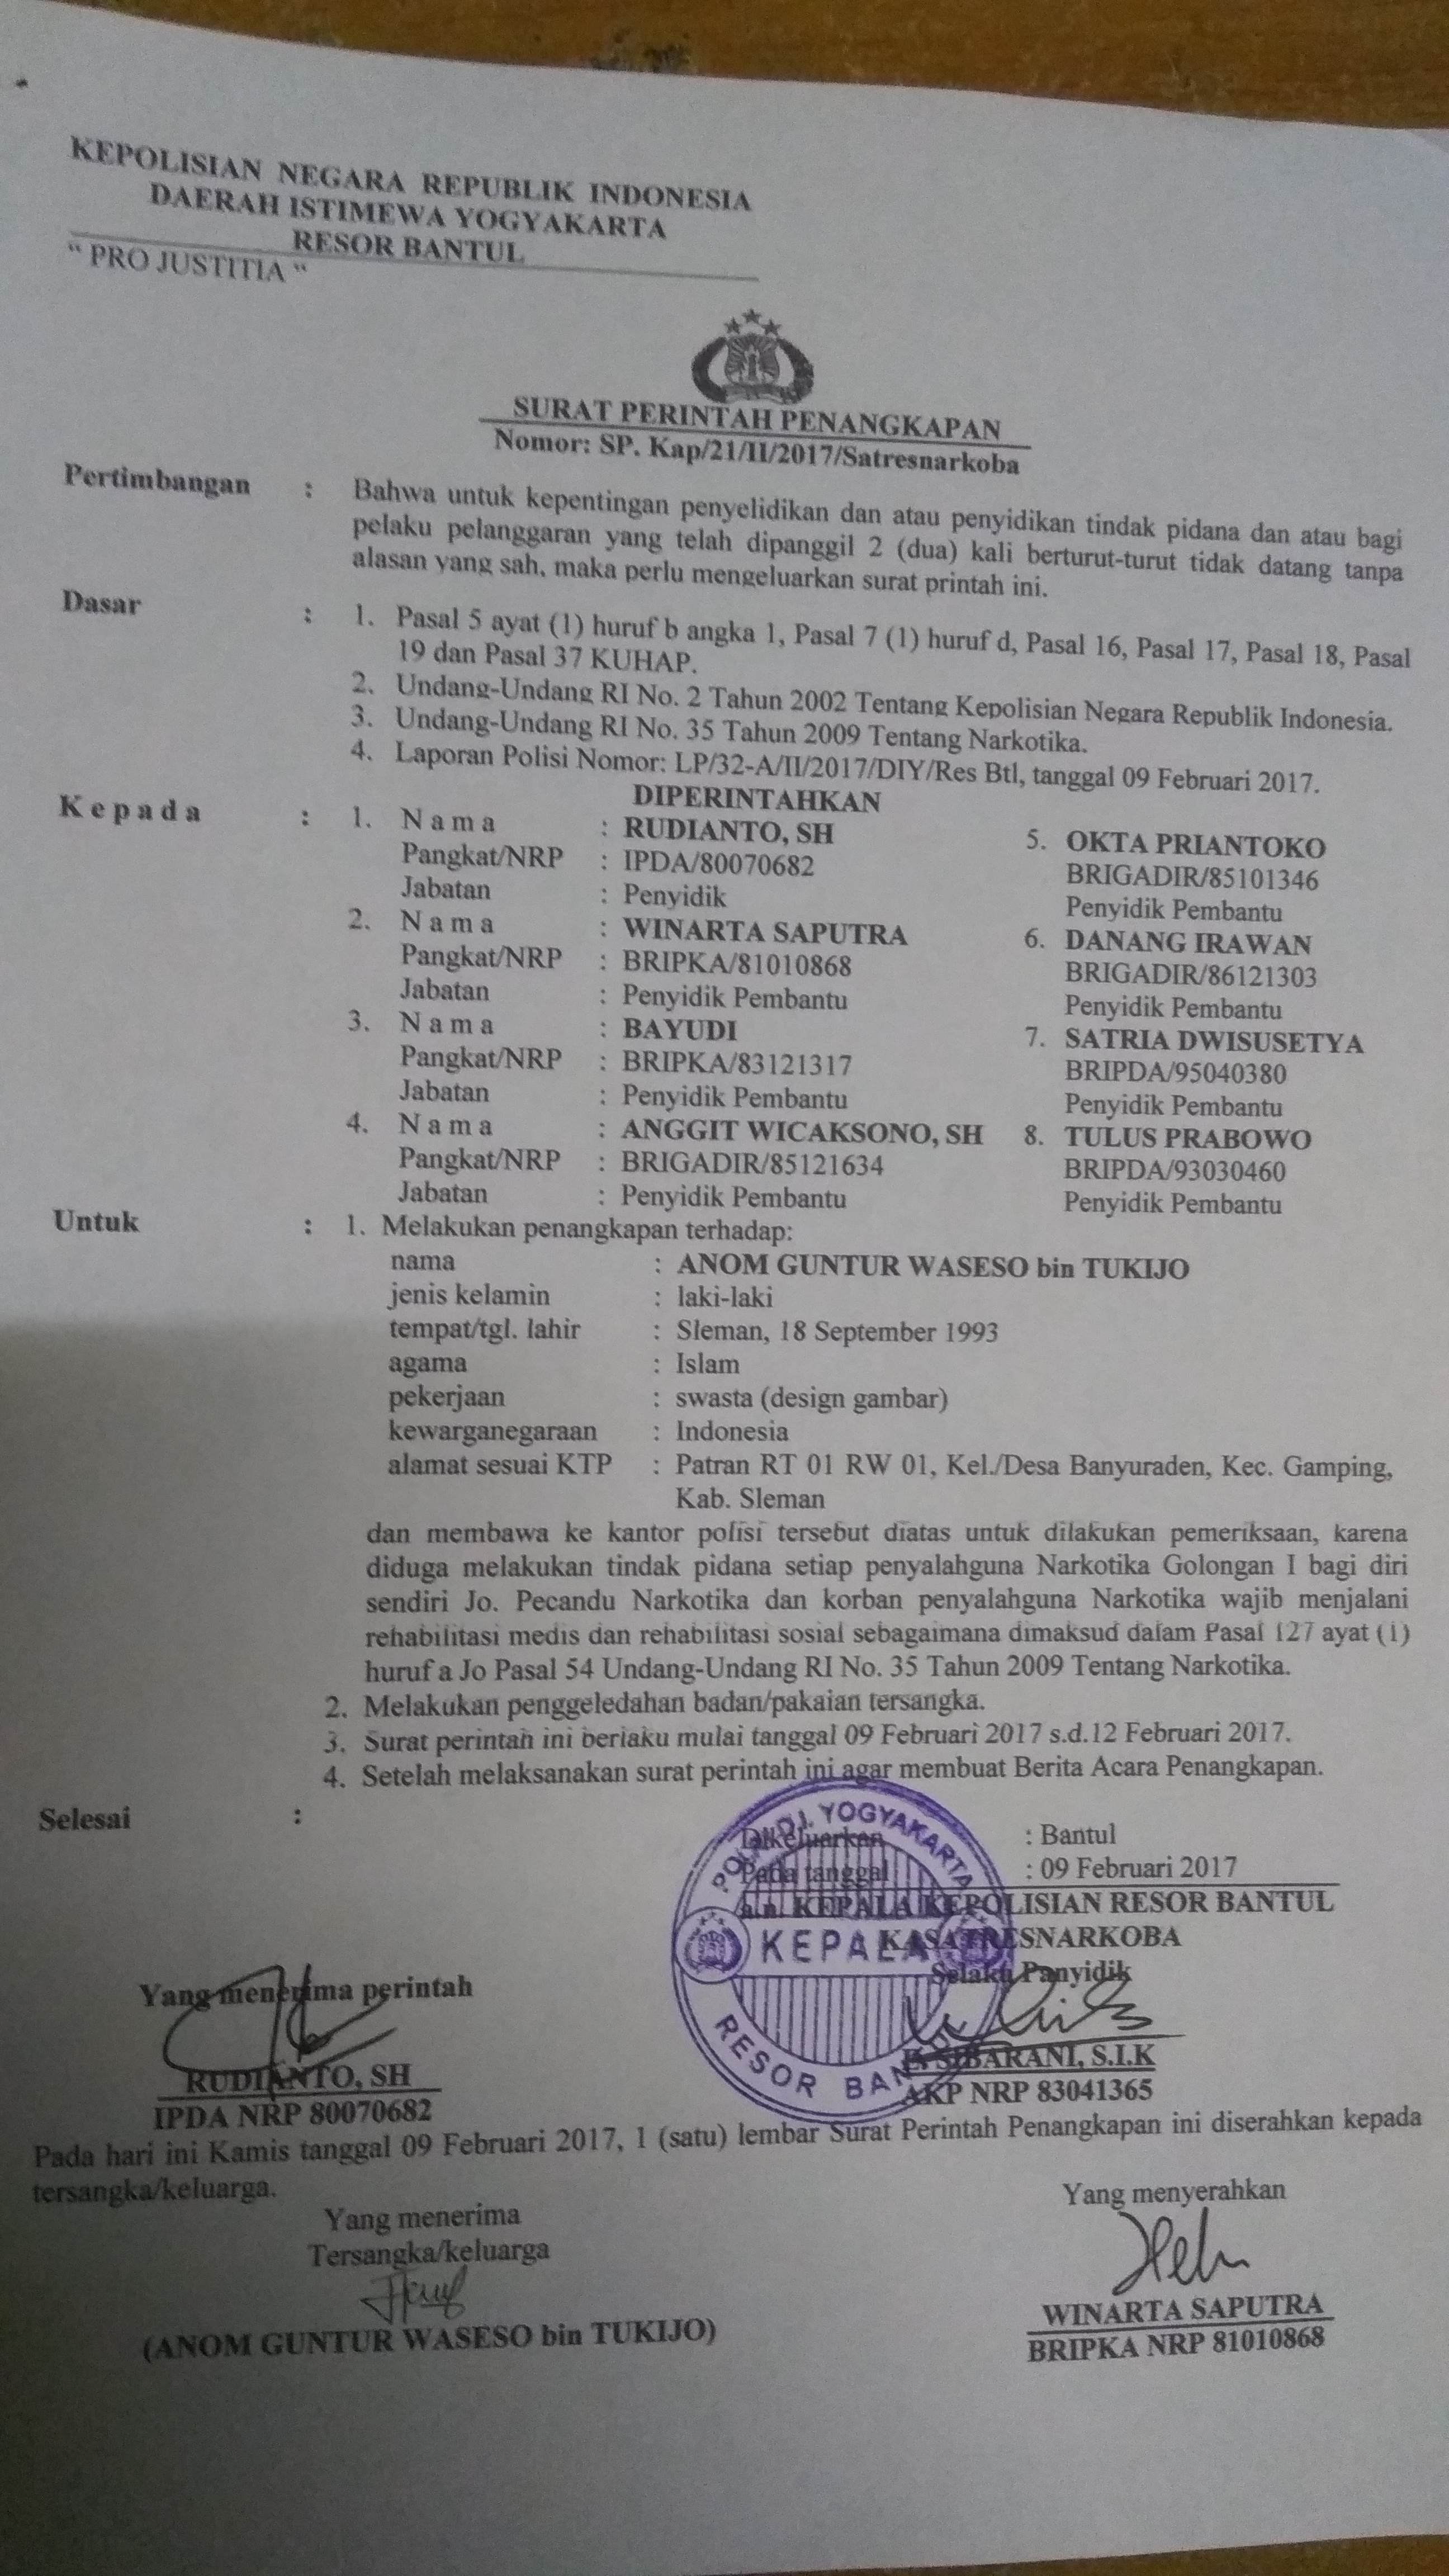 KEPOLISIAN NEGARA REPUBLIK INDONESIA
DAERAH ISTIMEWA YOGYAKARTA
RESOR BANTUL
“ PRO JUSTITIA “
SURAT PERINTAH PENANGKAPAN
Nomor: SP. Kap/21/II/2017/Satresnarkoba
Pertimbangan : Bahwa untuk kepentingan penyelidikan dan atau penyidikan tindak pidana dan atau bagi
pelaku pelanggaran yang telah dipanggil 2 (dua) kali berturut-turut tidak datang tanpa
alasan yang sah, maka perlu mengeluarkan surat printah ini.
Dasar : 1. Pasal 5 ayat (1) huruf b angka 1, Pasal 7 (1) huruf d, Pasal 16, Pasal 17, Pasal 18, Pasal
19 dan Pasal 37 KUHAP.
2. Undang-Undang RI No. 2 Tahun 2002 Tentang Kepolisian Negara Republik Indonesia.
3. Undang-Undang RI No. 35 Tahun 2009 Tentang Narkotika.
4. Laporan Polisi Nomor: LP/32-A/II/2017/DIY/Res Btl, tanggal 09 Februari 2017.
DIPERINTAHKAN
K e p a d a : 1. N a m a : RUDIANTO, SH 5. OKTA PRIANTOKO
Pangkat/NRP : IPDA/80070682 BRIGADIR/85101346
Jabatan : Penyidik Penyidik Pembantu
2. N a m a : WINARTA SAPUTRA 6. DANANG IRAWAN
Pangkat/NRP : BRIPKA/81010868 BRIGADIR/86121303
Jabatan : Penyidik Pembantu Penyidik Pembantu
3. N a m a : BAYUDI 7. SATRIA DWISUSETYA
Pangkat/NRP : BRIPKA/83121317 BRIPDA/95040380
Jabatan : Penyidik Pembantu Penyidik Pembantu
4. N a m a : ANGGIT WICAKSONO, SH 8. TULUS PRABOWO
Pangkat/NRP : BRIGADIR/85121634 BRIPDA/93030460
Jabatan : Penyidik Pembantu Penyidik Pembantu
Untuk : 1. Melakukan penangkapan terhadap:
nama : ANOM GUNTUR WASESO bin TUKIJO
jenis kelamin : laki-laki
tempat/tgl. lahir : Sleman, 18 September 1993
agama : Islam
pekerjaan : swasta (design gambar)
kewarganegaraan : Indonesia
alamat sesuai KTP : Patran RT 01 RW 01, Kel./Desa Banyuraden, Kec. Gamping,
Kab. Sleman
dan membawa ke kantor polisi tersebut diatas untuk dilakukan pemeriksaan, karena
diduga melakukan tindak pidana setiap penyalahguna Narkotika Golongan I bagi diri
sendiri Jo. Pecandu Narkotika dan korban penyalahguna Narkotika wajib menjalani
rehabilitasi medis dan rehabilitasi sosial sebagaimana dimaksud dalam Pasal 127 ayat (1)
huruf a Jo Pasal 54 Undang-Undang RI No. 35 Tahun 2009 Tentang Narkotika.
2. Melakukan penggeledahan badan/pakaian tersangka.
3. Surat perintah ini berlaku mulai tanggal 09 Februari 2017 s.d.12 Februari 2017.
4. Setelah melaksanakan surat perintah ini agar membuat Berita Acara Penangkapan.
Selesai :
Dikeluarkan : Bantul
Pada tanggal : 09 Februari 2017
a.n. KEPALA KEPOLISIAN RESOR BANTUL
KASATRESNARKOBA
Selaku Panyidik
YOGYAKARTA
KEPALA
RESOR BANTUL
Yang menerima perintah
RUDIANTO, SH
IPDA NRP 80070682
SIBARANI, S.I.K
AKP NRP 83041365
Pada hari ini Kamis tanggal 09 Februari 2017, 1 (satu) lembar Surat Perintah Penangkapan ini diserahkan kepada
tersangka/keluarga.
Yang menerima
Tersangka/keluarga
(ANOM GUNTUR WASESO bin TUKIJO)
Yang menyerahkan
WINARTA SAPUTRA
BRIPKA NRP 81010868